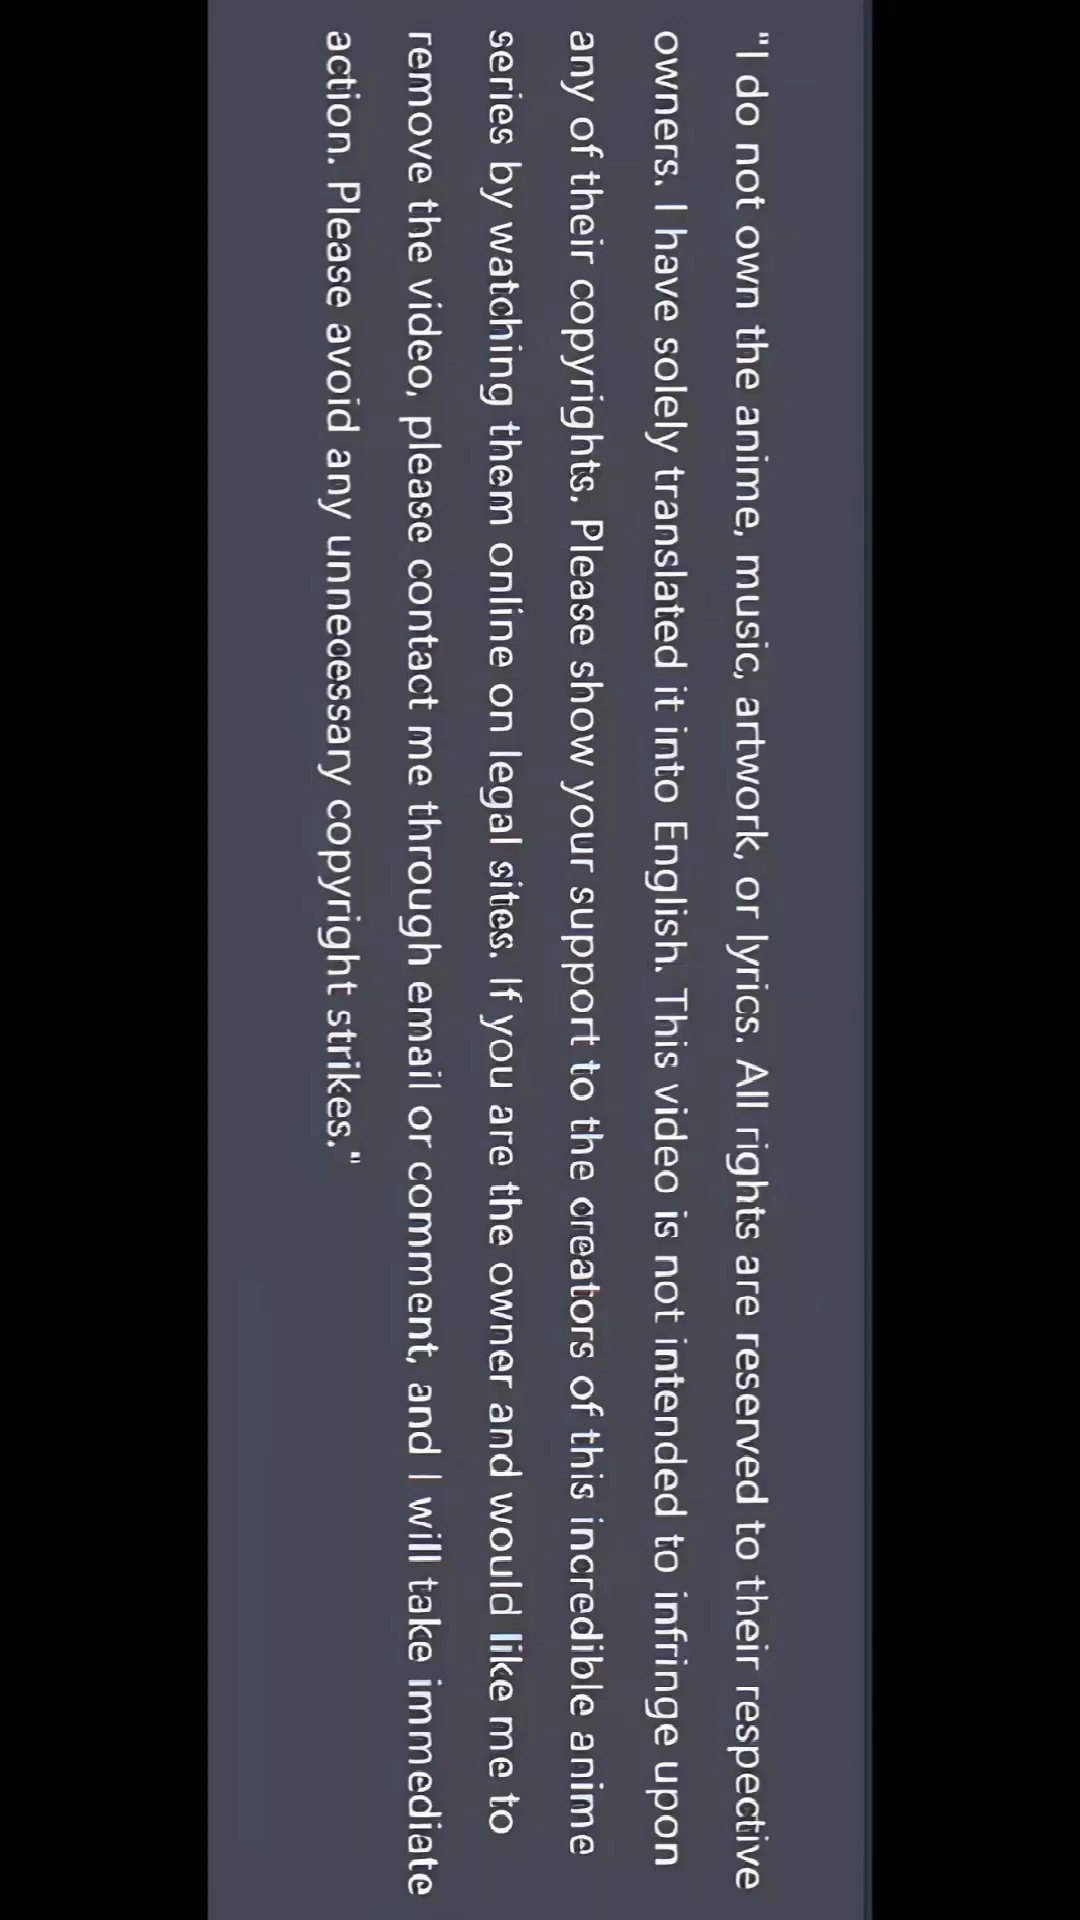 "I do not own the anime, music, artwork, or lyrics. All rights are reserved to their respective
owners. I have solely translated it into English. This video is not intended to infringe upon
any of their copyrights. Please show your support to the creators of this incredible anime
series by watching them online on legal sites. If you are the owner and would like me to
remove the video, please contact me through email or comment, and I will take immediate
action. Please avoid any unnecessary copyright strikes."